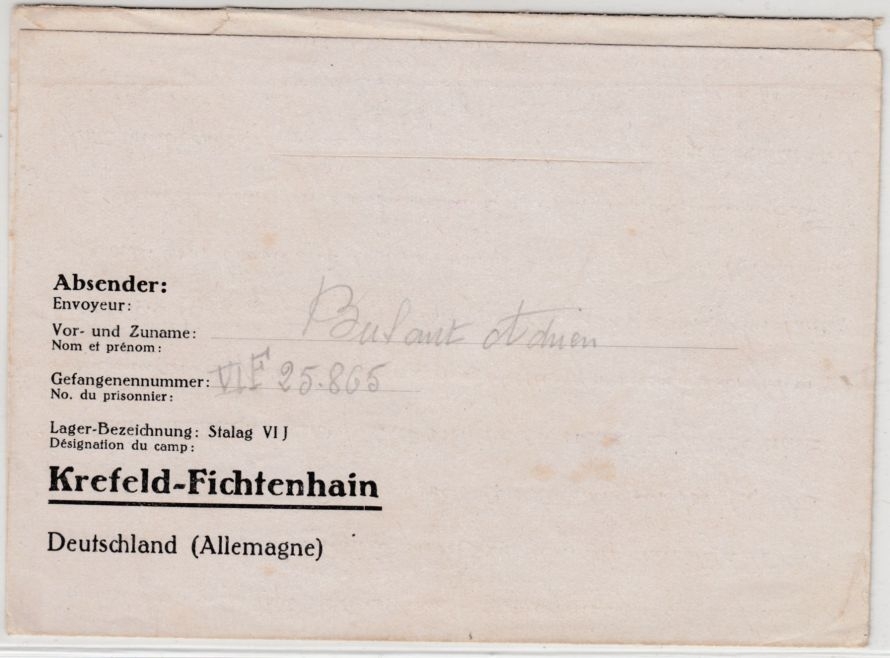 Absender:
Envoyeur:
Vor- und Zuname:
Nom et prénom:
Gefangenennummer: VI F 25.865
No. du prisonnier:
Lager-Bezeichnung: Stalag VI J
Désignation du camp:
Krefeld-Fichtenhain
Deutschland (Allemagne)